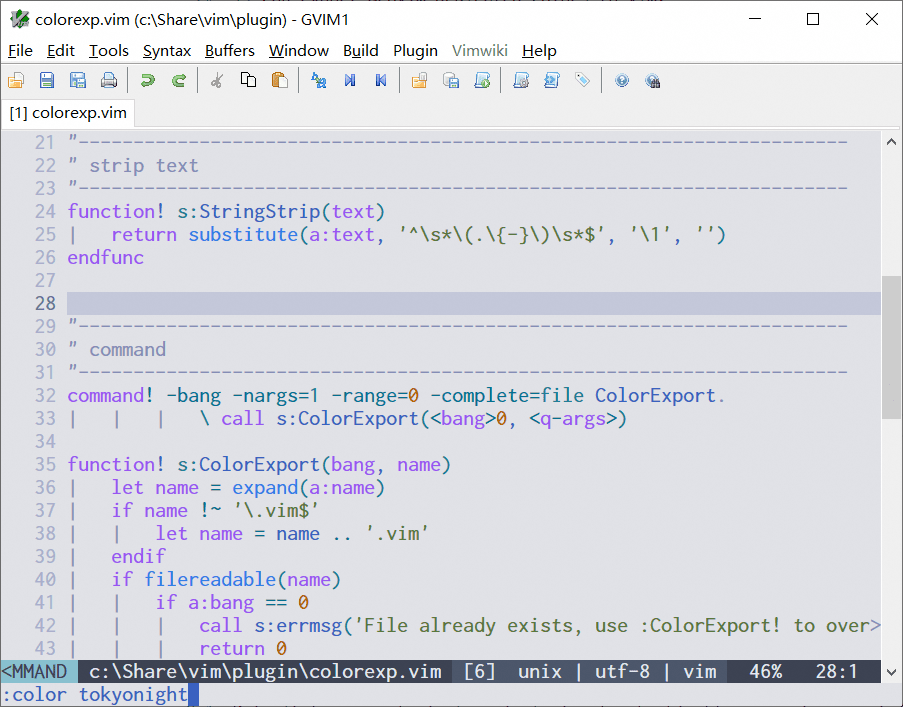 colorexp.vim (c:\Share\vim\plugin) - GVIM1
File Edit Tools Syntax Buffers Window Build Plugin Vimwiki Help
[1] colorexp.vim
21 "----------------------------------------------------------------------
22 " strip text
23 "----------------------------------------------------------------------
24 function! s:StringStrip(text)
25 |   return substitute(a:text, '^\s*\(.\{-}\)\s*$', '\1', '')
26 endfunc
27
28
29 "----------------------------------------------------------------------
30 " command
31 "----------------------------------------------------------------------
32 command! -bang -nargs=1 -range=0 -complete=file ColorExport.
33 |   |   |   \ call s:ColorExport(<bang>0, <q-args>)
34
35 function! s:ColorExport(bang, name)
36 |   let name = expand(a:name)
37 |   if name !~ '\.vim$'
38 |   |   let name = name .. '.vim'
39 |   endif
40 |   if filereadable(name)
41 |   |   if a:bang == 0
42 |   |   |   call s:errmsg('File already exists, use :ColorExport! to over>
43 |   |   |   return 0
<MMAND c:\Share\vim\plugin\colorexp.vim [6] unix | utf-8 | vim 46% 28:1
:color tokyonight